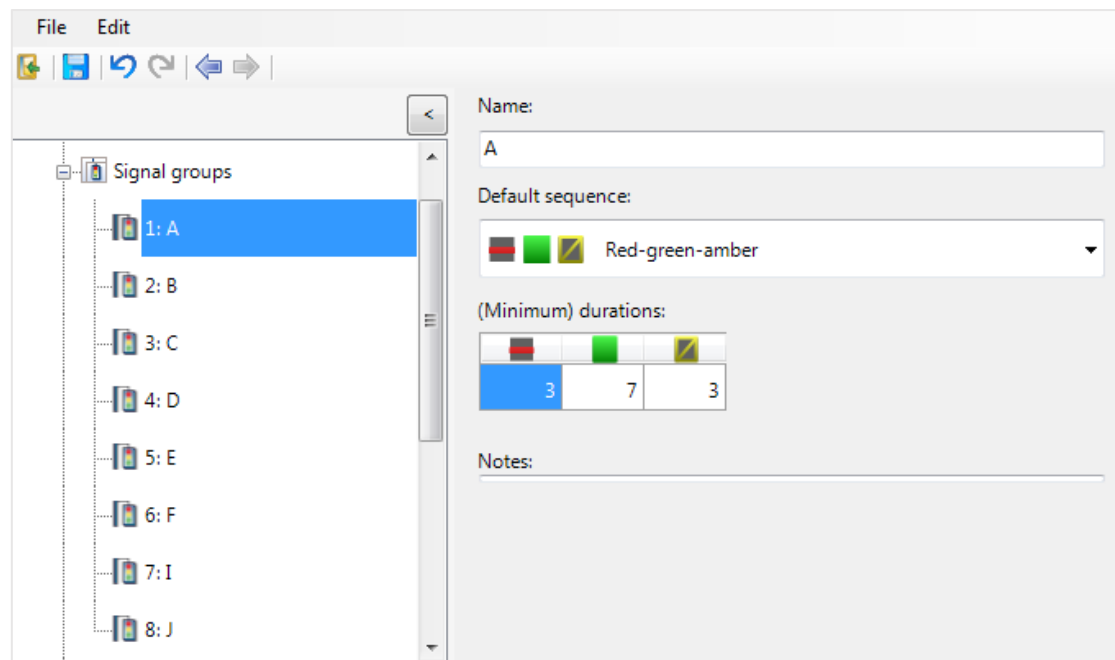 File Edit
<
Signal groups
1: A
2: B
3: C
4: D
5: E
6: F
7: I
8: J
Name:
A
Default sequence:
Red-green-amber
(Minimum) durations:
3 7 3
Notes: